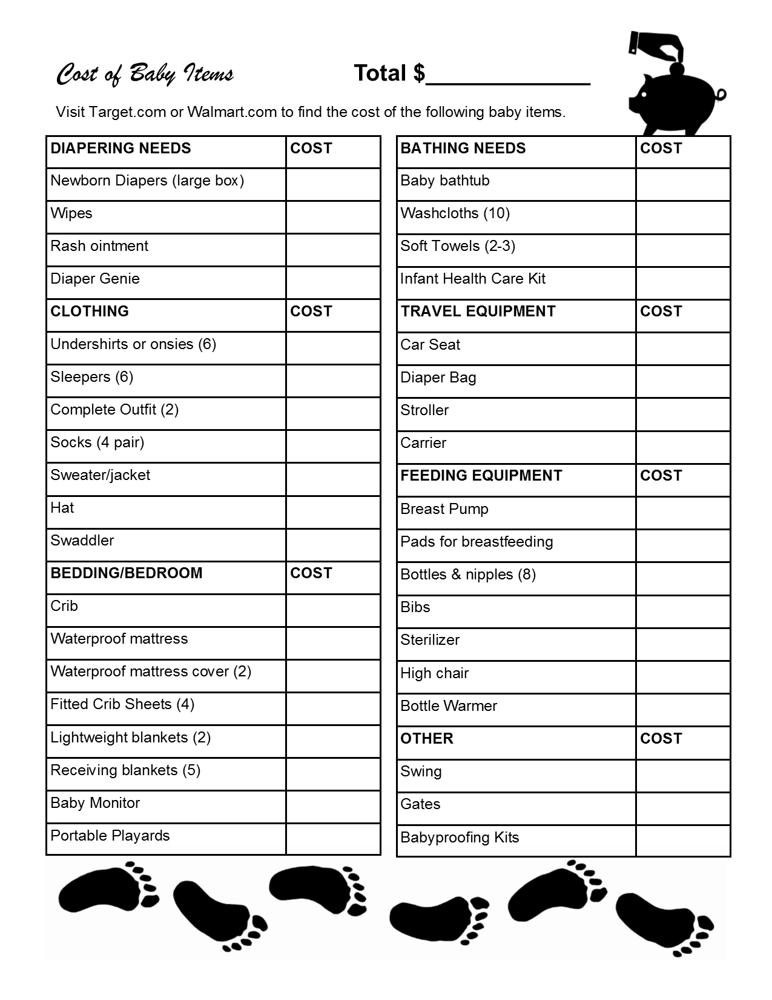 Cost of Baby Items
Total $______________
Visit Target.com or Walmart.com to find the cost of the following baby items.
DIAPERING NEEDS COST
Newborn Diapers (large box)
Wipes
Rash ointment
Diaper Genie
CLOTHING COST
Undershirts or onsies (6)
Sleepers (6)
Complete Outfit (2)
Socks (4 pair)
Sweater/jacket
Hat
Swaddler
BEDDING/BEDROOM COST
Crib
Waterproof mattress
Waterproof mattress cover (2)
Fitted Crib Sheets (4)
Lightweight blankets (2)
Receiving blankets (5)
Baby Monitor
Portable Playards
BATHING NEEDS COST
Baby bathtub
Washcloths (10)
Soft Towels (2-3)
Infant Health Care Kit
TRAVEL EQUIPMENT COST
Car Seat
Diaper Bag
Stroller
Carrier
FEEDING EQUIPMENT COST
Breast Pump
Pads for breastfeeding
Bottles & nipples (8)
Bibs
Sterilizer
High chair
Bottle Warmer
OTHER COST
Swing
Gates
Babyproofing Kits